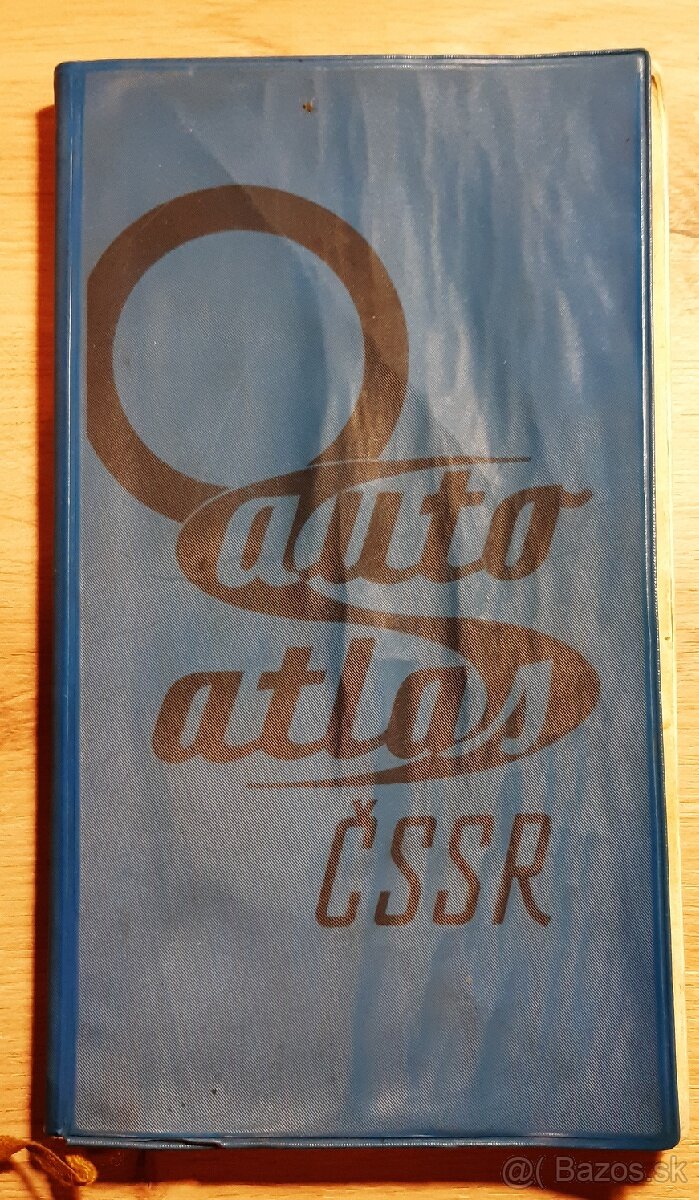 auto
atlas
ČSSR
@( Bazos.sk